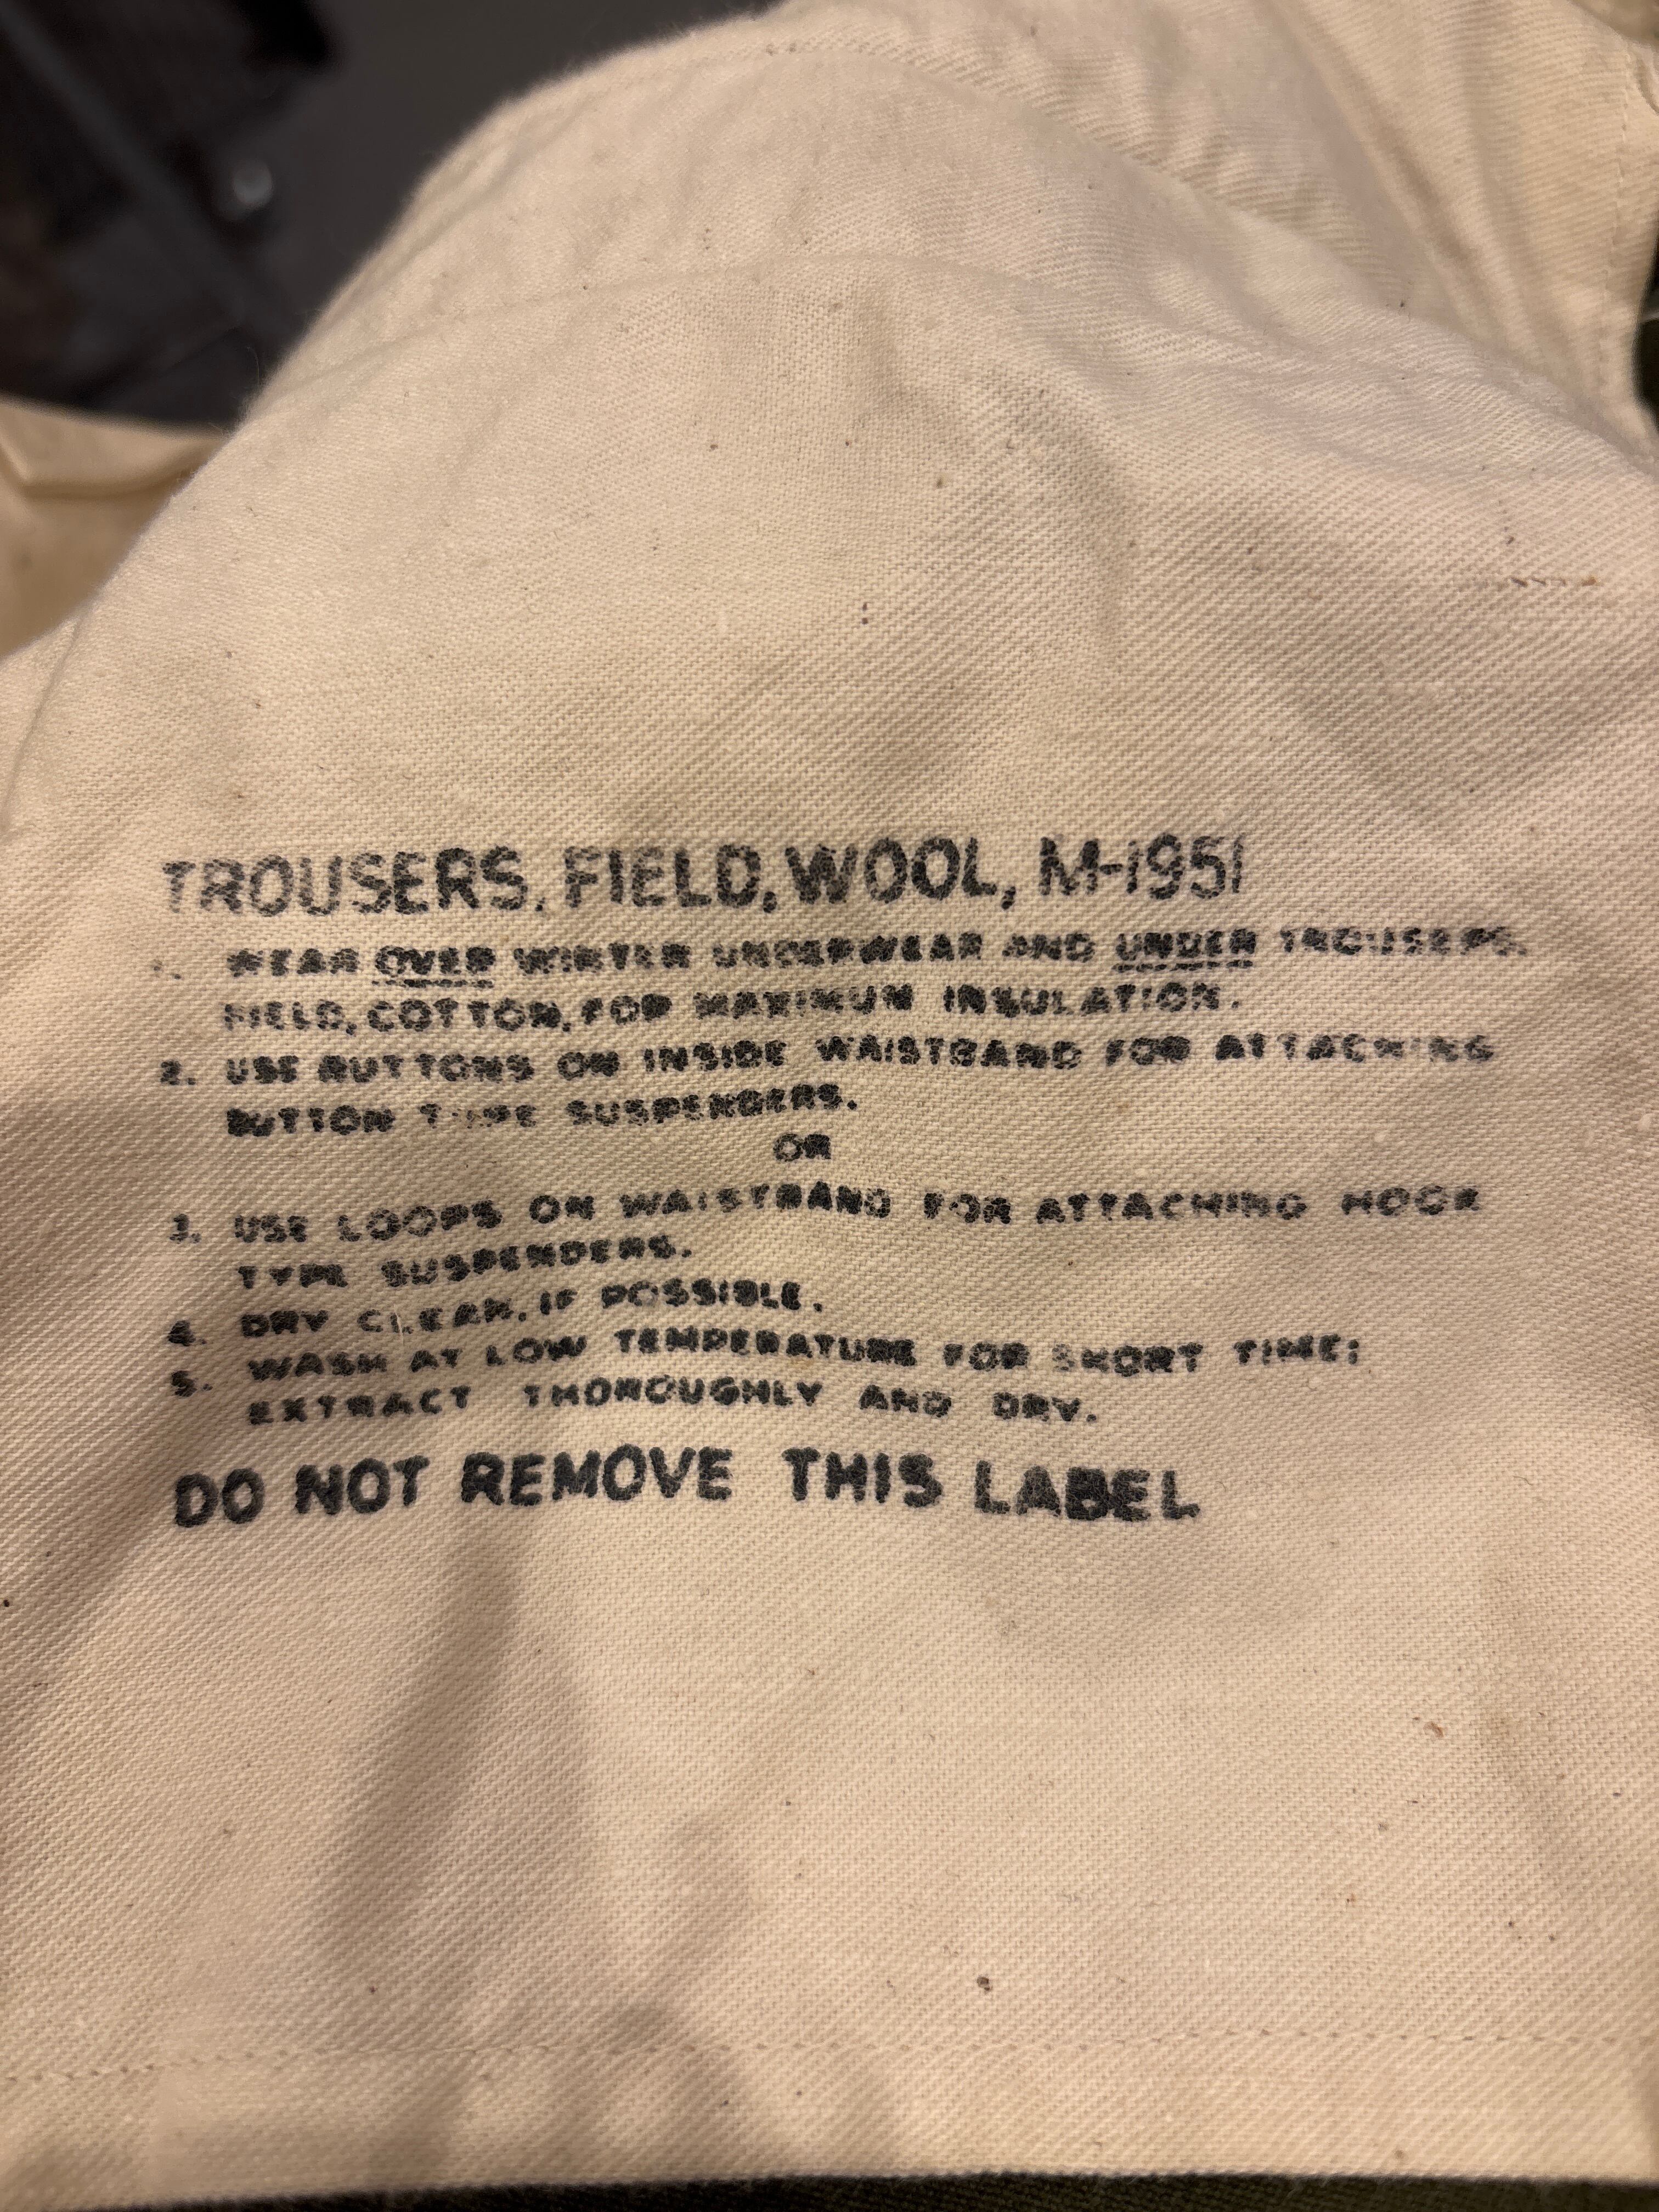 TROUSERS, FIELD, WOOL, M-1951
1. WEAR OVER WINTER UNDERWEAR AND UNDER TROUSERS,
FIELD, COTTON, FOR MAXIMUM INSULATION.
2. USE BUTTONS ON INSIDE WAISTBAND FOR ATTACHING
BUTTON TYPE SUSPENDERS.
OR
3. USE LOOPS ON WAISTBAND FOR ATTACHING HOOK
TYPE SUSPENDERS.
4. DRY CLEAN, IF POSSIBLE.
5. WASH AT LOW TEMPERATURE FOR SHORT TIME;
EXTRACT THOROUGHLY AND DRY.
DO NOT REMOVE THIS LABEL